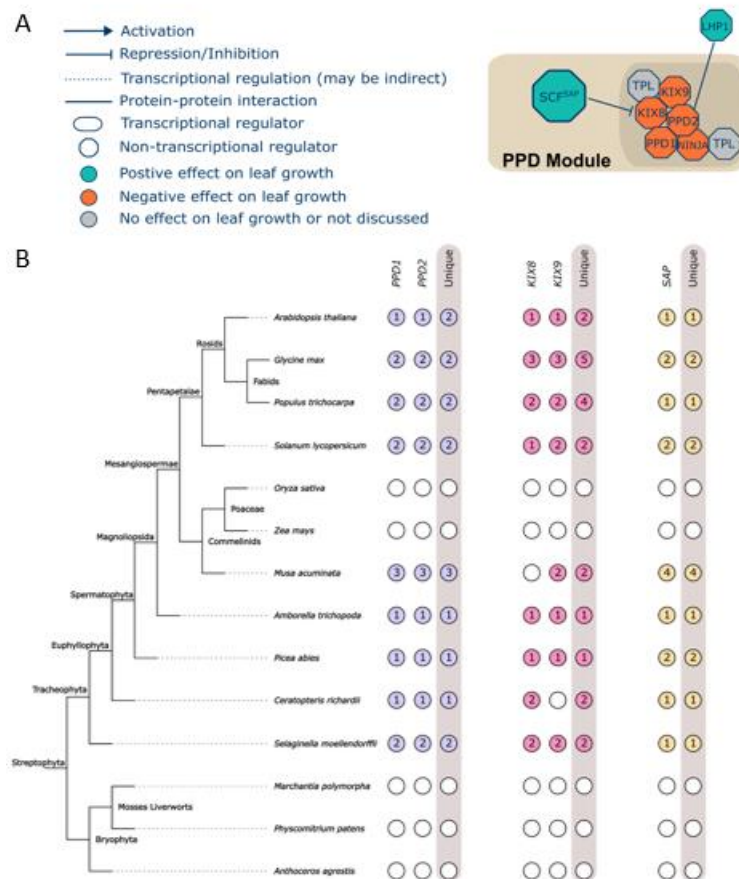 A
Activation
Repression/Inhibition
Transcriptional regulation (may be indirect)
Protein-protein interaction
Transcriptional regulator
Non-transcriptional regulator
Postive effect on leaf growth
Negative effect on leaf growth
No effect on leaf growth or not discussed
LHP1
TPL
KIX9
SCFSAP
KIX8
PPD2
PPD1
NINJA
TPL
PPD Module
B
PPD1 PPD2 Unique KIX8 KIX9 Unique SAP Unique
Arabidopsis thaliana 1 1 2 1 1 2 1 1
Rosids
Glycine max 2 2 2 3 3 5 2 2
Fabids
Pentapetalae
Populus trichocarpa 2 2 2 2 2 4 1 1
Solanum lycopersicum 2 2 2 1 2 2 2 2
Mesangiospermae
Oryza sativa
Poaceae
Zea mays
Magnoliopsida
Commelinids
Musa acuminata 3 3 3 2 2 4 4
Spermatophyta
Amborella trichopoda 1 1 1 1 1 1 1 1
Euphyllophyta
Picea abies 1 1 1 1 1 1 2 2
Tracheophyta
Ceratopteris richardii 1 1 1 2 2 1 1
Selaginella moellendorffii 2 2 2 2 2 2 1 1
Streptophyta
Marchantia polymorpha
Mosses Liverworts
Physcomitrium patens
Bryophyta
Anthoceros agrestis